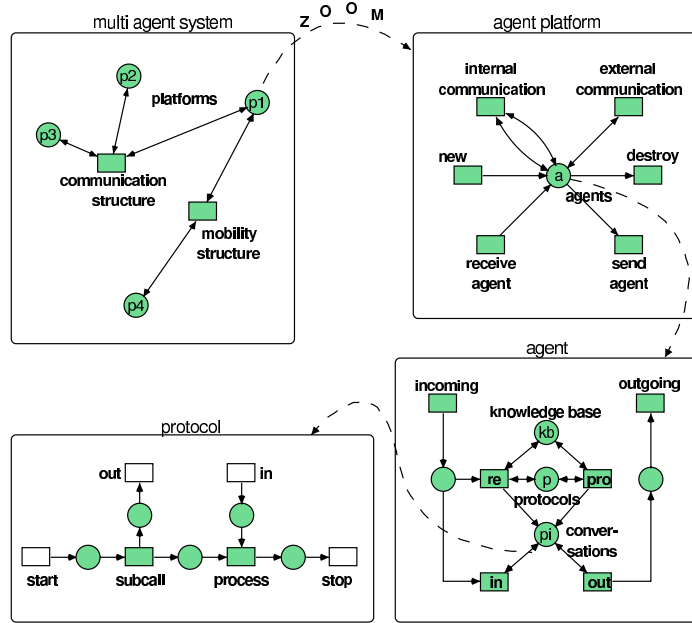 multi agent system
Z O O M
agent platform
p2
platforms
p1
p3
communication
structure
mobility
structure
p4
internal
communication
external
communication
new
destroy
a
agents
receive
agent
send
agent
agent
incoming
outgoing
knowledge base
kb
re
p
pro
protocols
pi
conver-
sations
in
out
protocol
out
in
start
subcall
process
stop